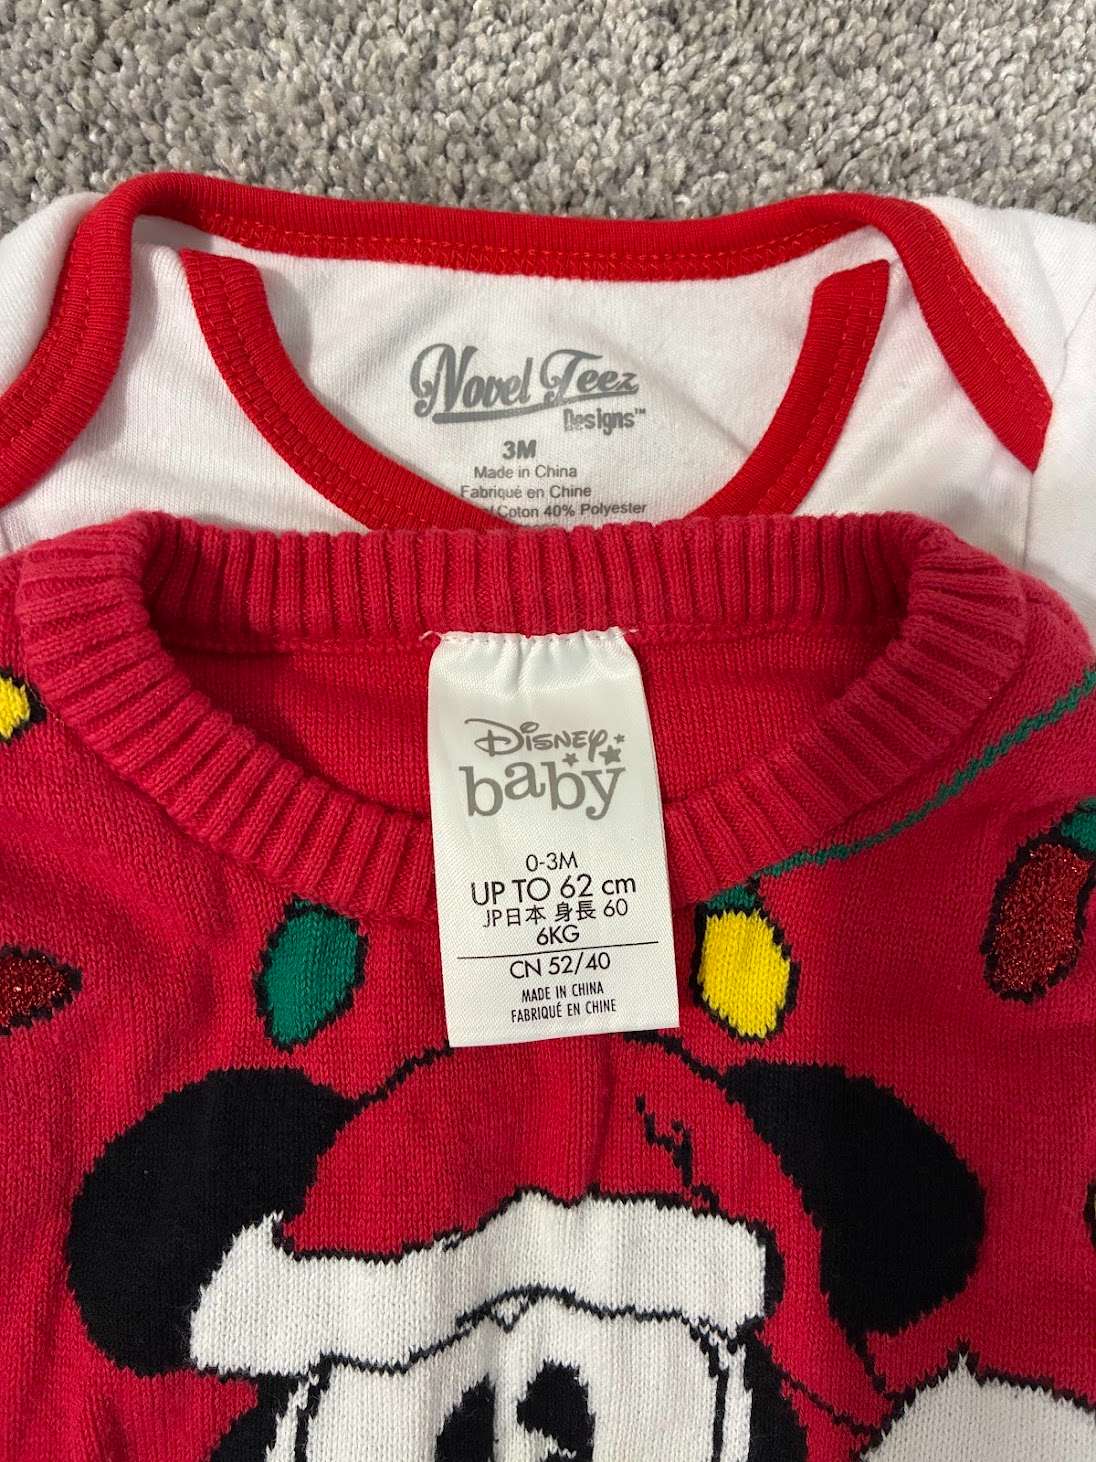 Novel Teez
Designs™
3M
Made in China
Fabriqué en Chine
Coton 40% Polyester
Disney
baby
0-3M
UP TO 62 cm
JP日本 身長 60
6KG
CN 52/40
MADE IN CHINA
FABRIQUÉ EN CHINE